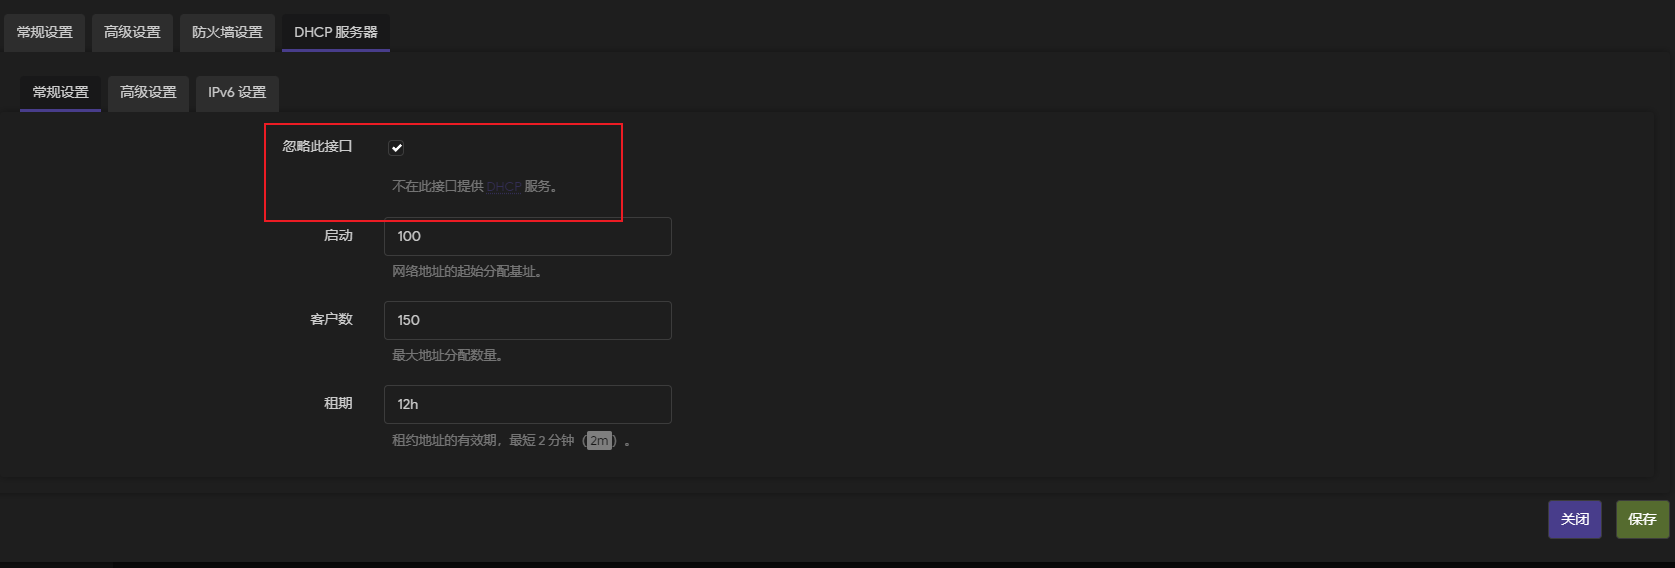 常规设置 高级设置 防火墙设置 DHCP 服务器
常规设置 高级设置 IPv6 设置
忽略此接口
不在此接口提供 DHCP 服务。
启动 100
网络地址的起始分配基址。
客户数 150
最大地址分配数量。
租期 12h
租约地址的有效期，最短 2 分钟（2m）。
关闭 保存